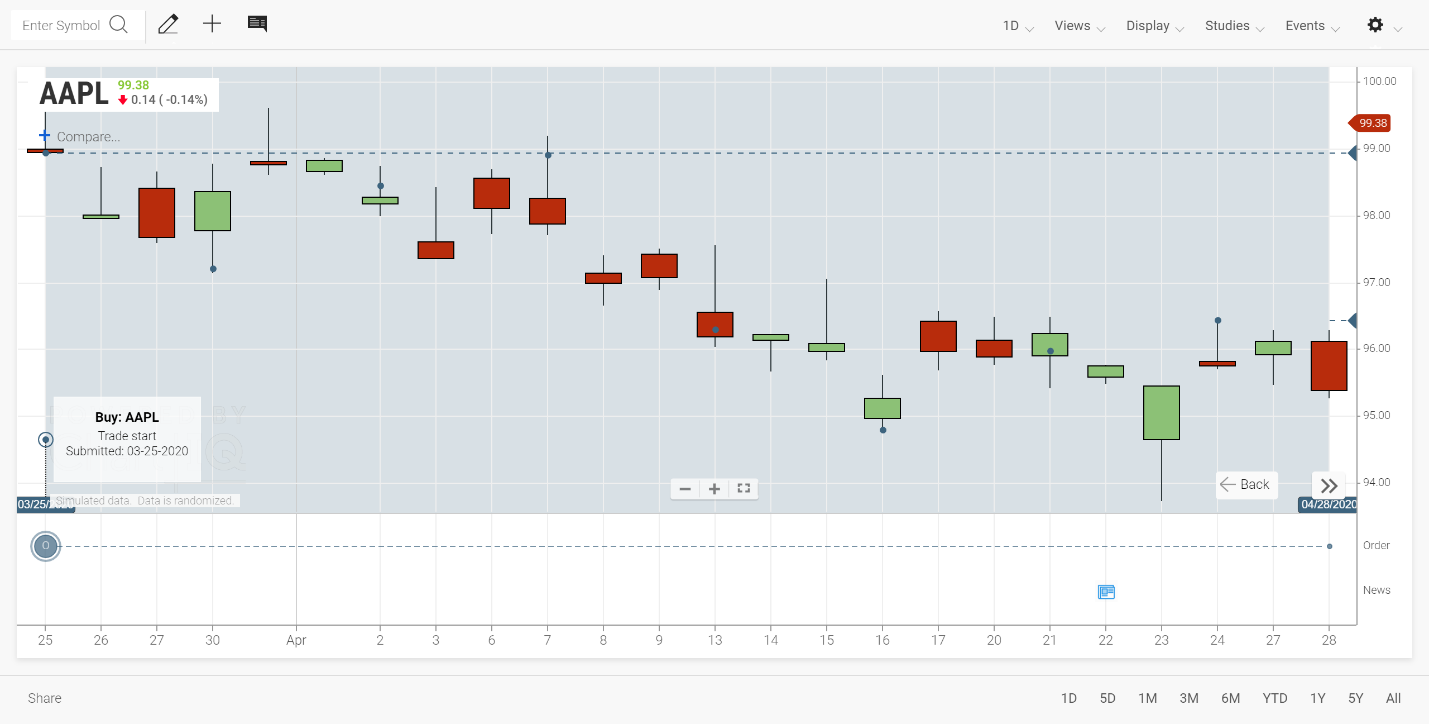 Enter Symbol
1D Views Display Studies Events
AAPL
99.38
0.14 ( -0.14%)
Compare...
100.00
99.38
99.00
98.00
97.00
96.00
95.00
94.00
Buy: AAPL
Trade start
Submitted: 03-25-2020
BY
Q
Simulated data. Data is randomized.
Back
03/25/
04/28/2020
O
Order
News
25 26 27 30 Apr 2 3 6 7 8 9 13 14 15 16 17 20 21 22 23 24 27 28
Share
1D 5D 1M 3M 6M YTD 1Y 5Y All